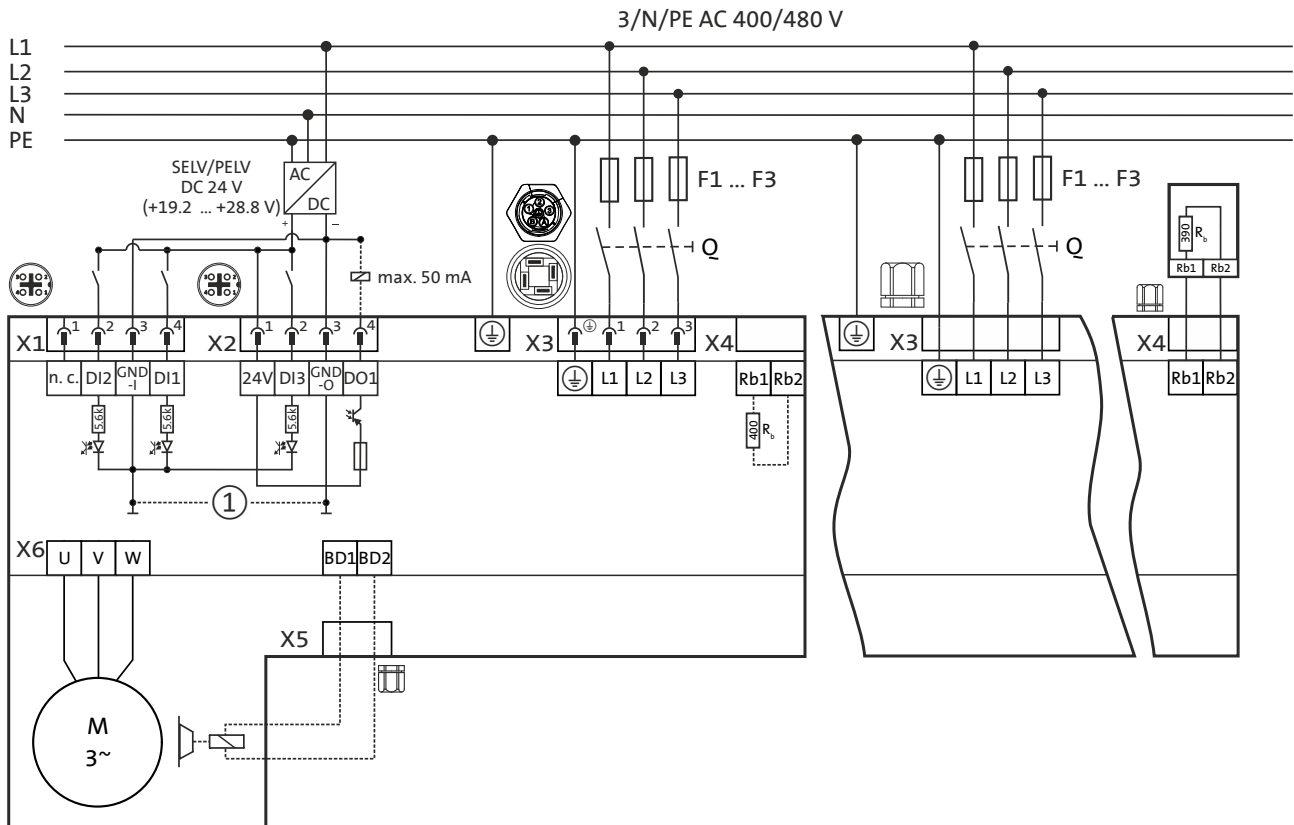 3/N/PE AC 400/480 V
L1
L2
L3
N
PE
SELV/PELV
DC 24 V
(+19.2 ... +28.8 V)
AC
DC
+ −
max. 50 mA
F1 ... F3
Q
F1 ... F3
Q
390 Rb
Rb1 Rb2
X1 1 2 3 4
X2 1 2 3 4
X3 1 2 3
X4
X3
X4
n. c. DI2 GND-I DI1
24V DI3 GND-O DO1
L1 L2 L3
Rb1 Rb2
L1 L2 L3
Rb1 Rb2
5.6k
5.6k
5.6k
400 Rb
1
X6 U V W
BD1 BD2
X5
M
3~